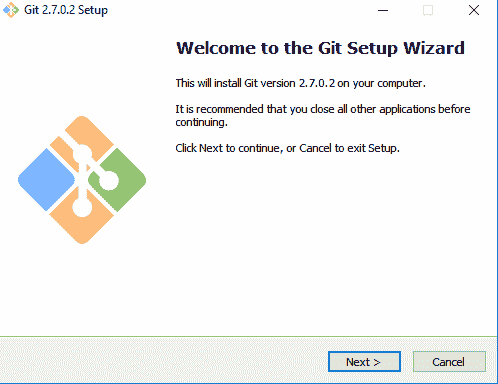 Git 2.7.0.2 Setup
Welcome to the Git Setup Wizard
This will install Git version 2.7.0.2 on your computer.
It is recommended that you close all other applications before
continuing.
Click Next to continue, or Cancel to exit Setup.
Next >
Cancel